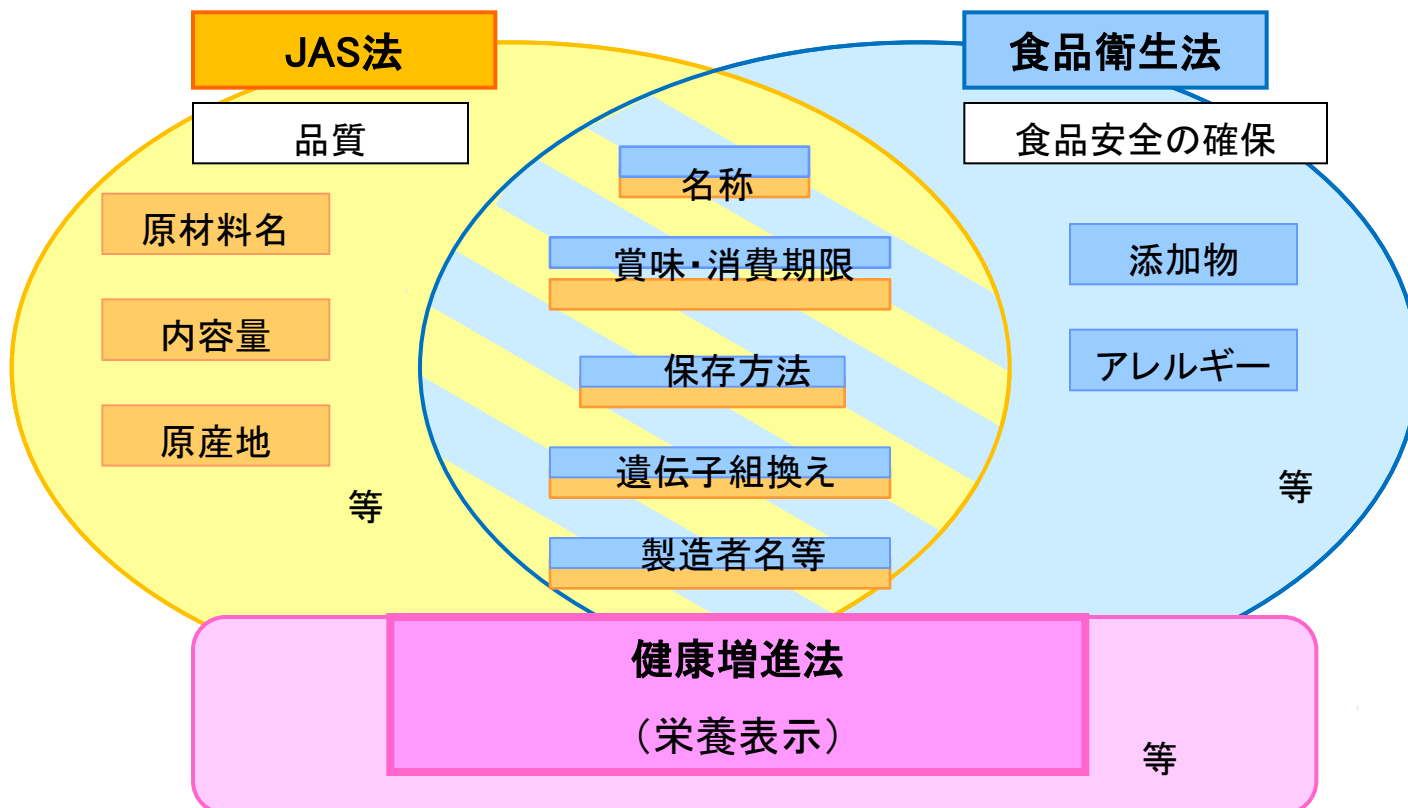 JAS法
食品衛生法
品質
食品安全の確保
原材料名
内容量
原産地
等
名称
賞味・消費期限
保存方法
遺伝子組換え
製造者名等
添加物
アレルギー
等
健康増進法
（栄養表示）
等